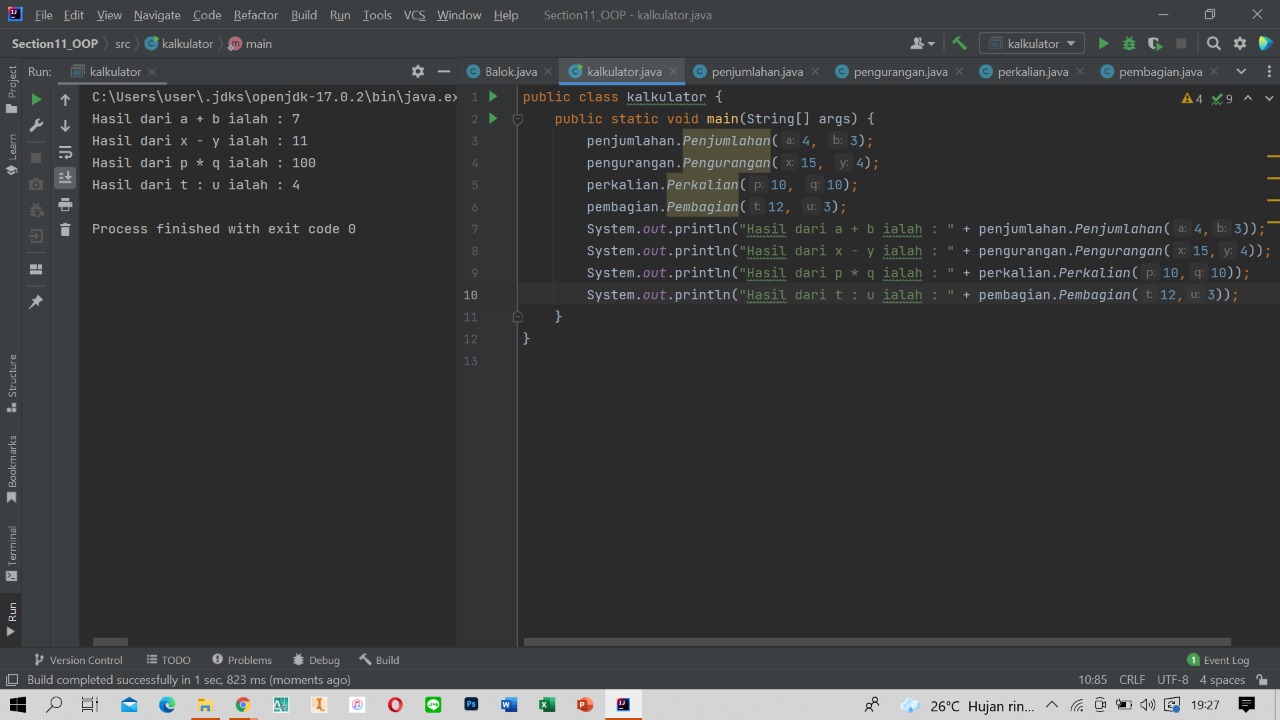 File Edit View Navigate Code Refactor Build Run Tools VCS Window Help Section11_OOP - kalkulator.java
Section11_OOP src kalkulator main kalkulator
Project
Learn
Structure
Bookmarks
Terminal
Run
Run: kalkulator
C:\Users\user\.jdks\openjdk-17.0.2\bin\java.ex
Hasil dari a + b ialah : 7
Hasil dari x - y ialah : 11
Hasil dari p * q ialah : 100
Hasil dari t : u ialah : 4
Process finished with exit code 0
Balok.java kalkulator.java penjumlahan.java pengurangan.java perkalian.java pembagian.java
4 9
1 public class kalkulator {
2 public static void main(String[] args) {
3 penjumlahan.Penjumlahan( a: 4, b: 3);
4 pengurangan.Pengurangan( x: 15, y: 4);
5 perkalian.Perkalian( p: 10, q: 10);
6 pembagian.Pembagian( t: 12, u: 3);
7 System.out.println("Hasil dari a + b ialah : " + penjumlahan.Penjumlahan( a: 4, b: 3));
8 System.out.println("Hasil dari x - y ialah : " + pengurangan.Pengurangan( x: 15, y: 4));
9 System.out.println("Hasil dari p * q ialah : " + perkalian.Perkalian( p: 10, q: 10));
10 System.out.println("Hasil dari t : u ialah : " + pembagian.Pembagian( t: 12, u: 3));
11 }
12 }
13
Version Control TODO Problems Debug Build 1 Event Log
Build completed successfully in 1 sec, 823 ms (moments ago) 10:85 CRLF UTF-8 4 spaces
26°C Hujan rin... 19:27